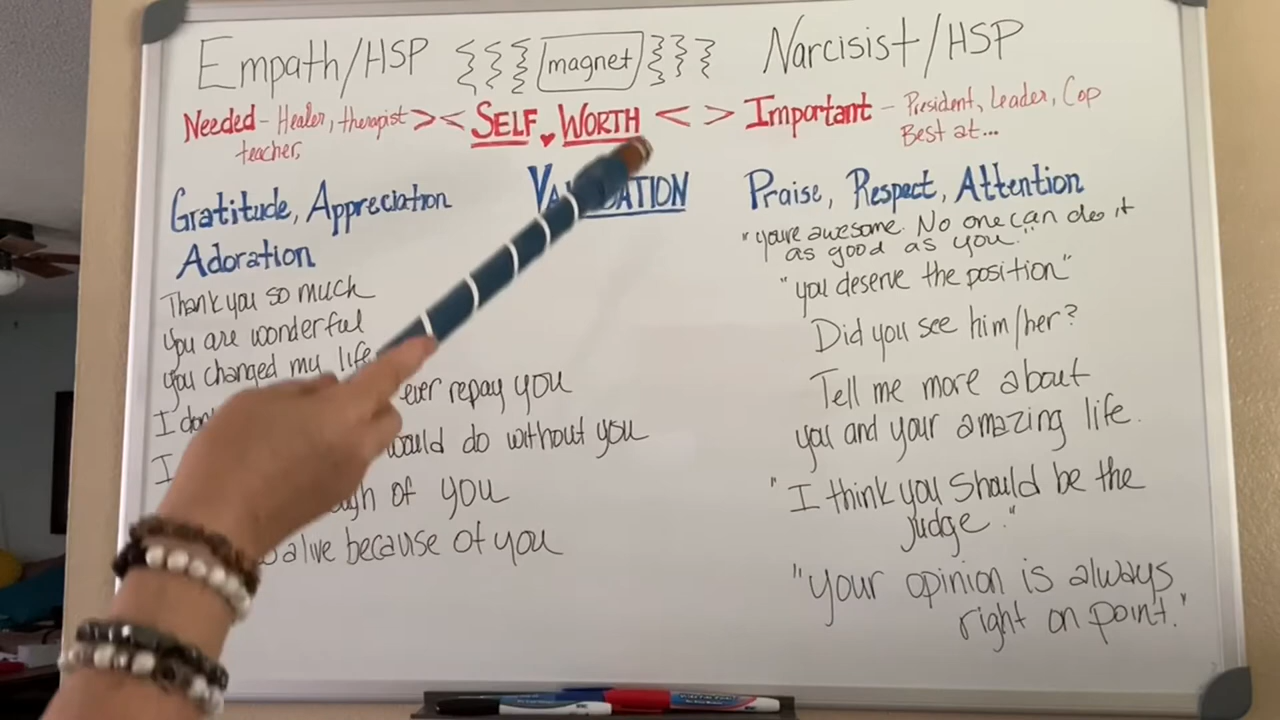 Empath/HSP {{{ magnet }}} Narcisist/HSP
Needed - Healer, therapist > < SELF WORTH < > Important - President, Leader, Cop
teacher, Best at...
Gratitude, Appreciation Praise, Respect, Attention
Adoration
"you're awesome. No one can do it
as good as you."
Thank you so much
"you deserve the position"
You are wonderful
Did you see him/her?
you changed my life
Tell me more about
ever repay you
you and your amazing life.
I would do without you
"I think you should be the
judge."
of you
alive because of you
"your opinion is always
right on point."